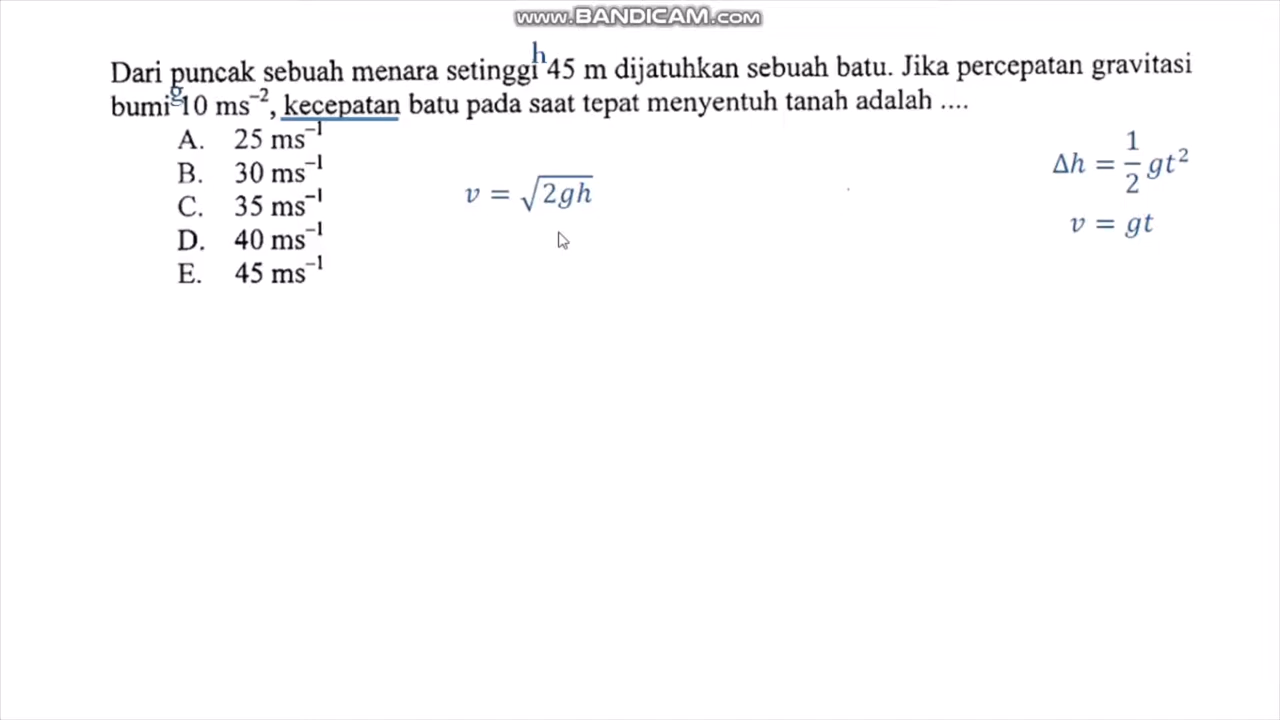 www.BANDICAM.com
Dari puncak sebuah menara setinggi h 45 m dijatuhkan sebuah batu. Jika percepatan gravitasi
bumi g 10 ms⁻², kecepatan batu pada saat tepat menyentuh tanah adalah ....
A. 25 ms⁻¹
B. 30 ms⁻¹
C. 35 ms⁻¹
D. 40 ms⁻¹
E. 45 ms⁻¹
v = √2gh
Δh = 1/2 gt²
v = gt